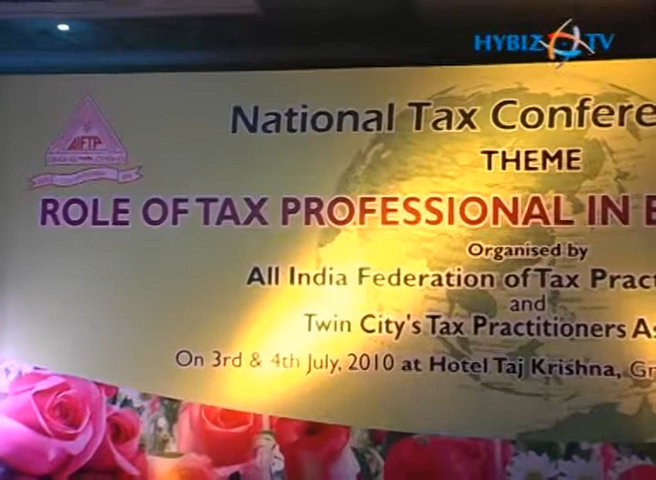 HYBIZ TV
National Tax Confere
AIFTP
THEME
ROLE OF TAX PROFESSIONAL IN E
Organised by
All India Federation of Tax Pract
and
Twin City's Tax Practitioners As
On 3rd & 4th July, 2010 at Hotel Taj Krishna, Gr